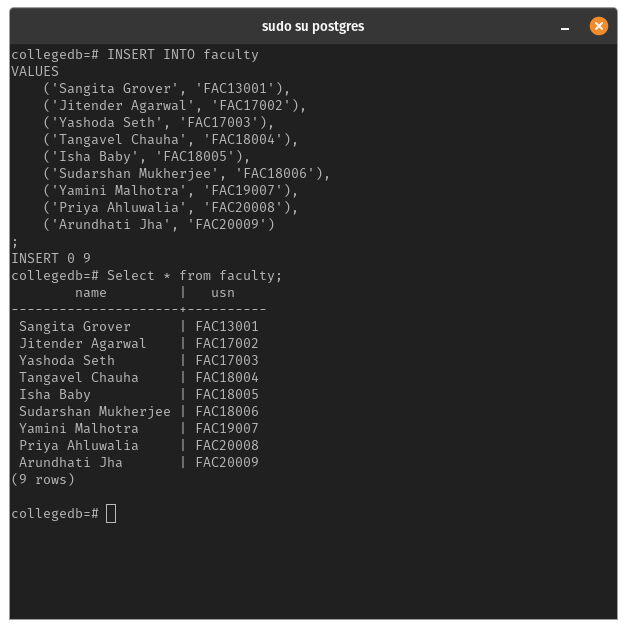 sudo su postgres
collegedb=# INSERT INTO faculty
VALUES
    ('Sangita Grover', 'FAC13001'),
    ('Jitender Agarwal', 'FAC17002'),
    ('Yashoda Seth', 'FAC17003'),
    ('Tangavel Chauha', 'FAC18004'),
    ('Isha Baby', 'FAC18005'),
    ('Sudarshan Mukherjee', 'FAC18006'),
    ('Yamini Malhotra', 'FAC19007'),
    ('Priya Ahluwalia', 'FAC20008'),
    ('Arundhati Jha', 'FAC20009')
;
INSERT 0 9
collegedb=# Select * from faculty;
        name         |   usn
---------------------+----------
 Sangita Grover      | FAC13001
 Jitender Agarwal    | FAC17002
 Yashoda Seth        | FAC17003
 Tangavel Chauha     | FAC18004
 Isha Baby           | FAC18005
 Sudarshan Mukherjee | FAC18006
 Yamini Malhotra     | FAC19007
 Priya Ahluwalia     | FAC20008
 Arundhati Jha       | FAC20009
(9 rows)

collegedb=#